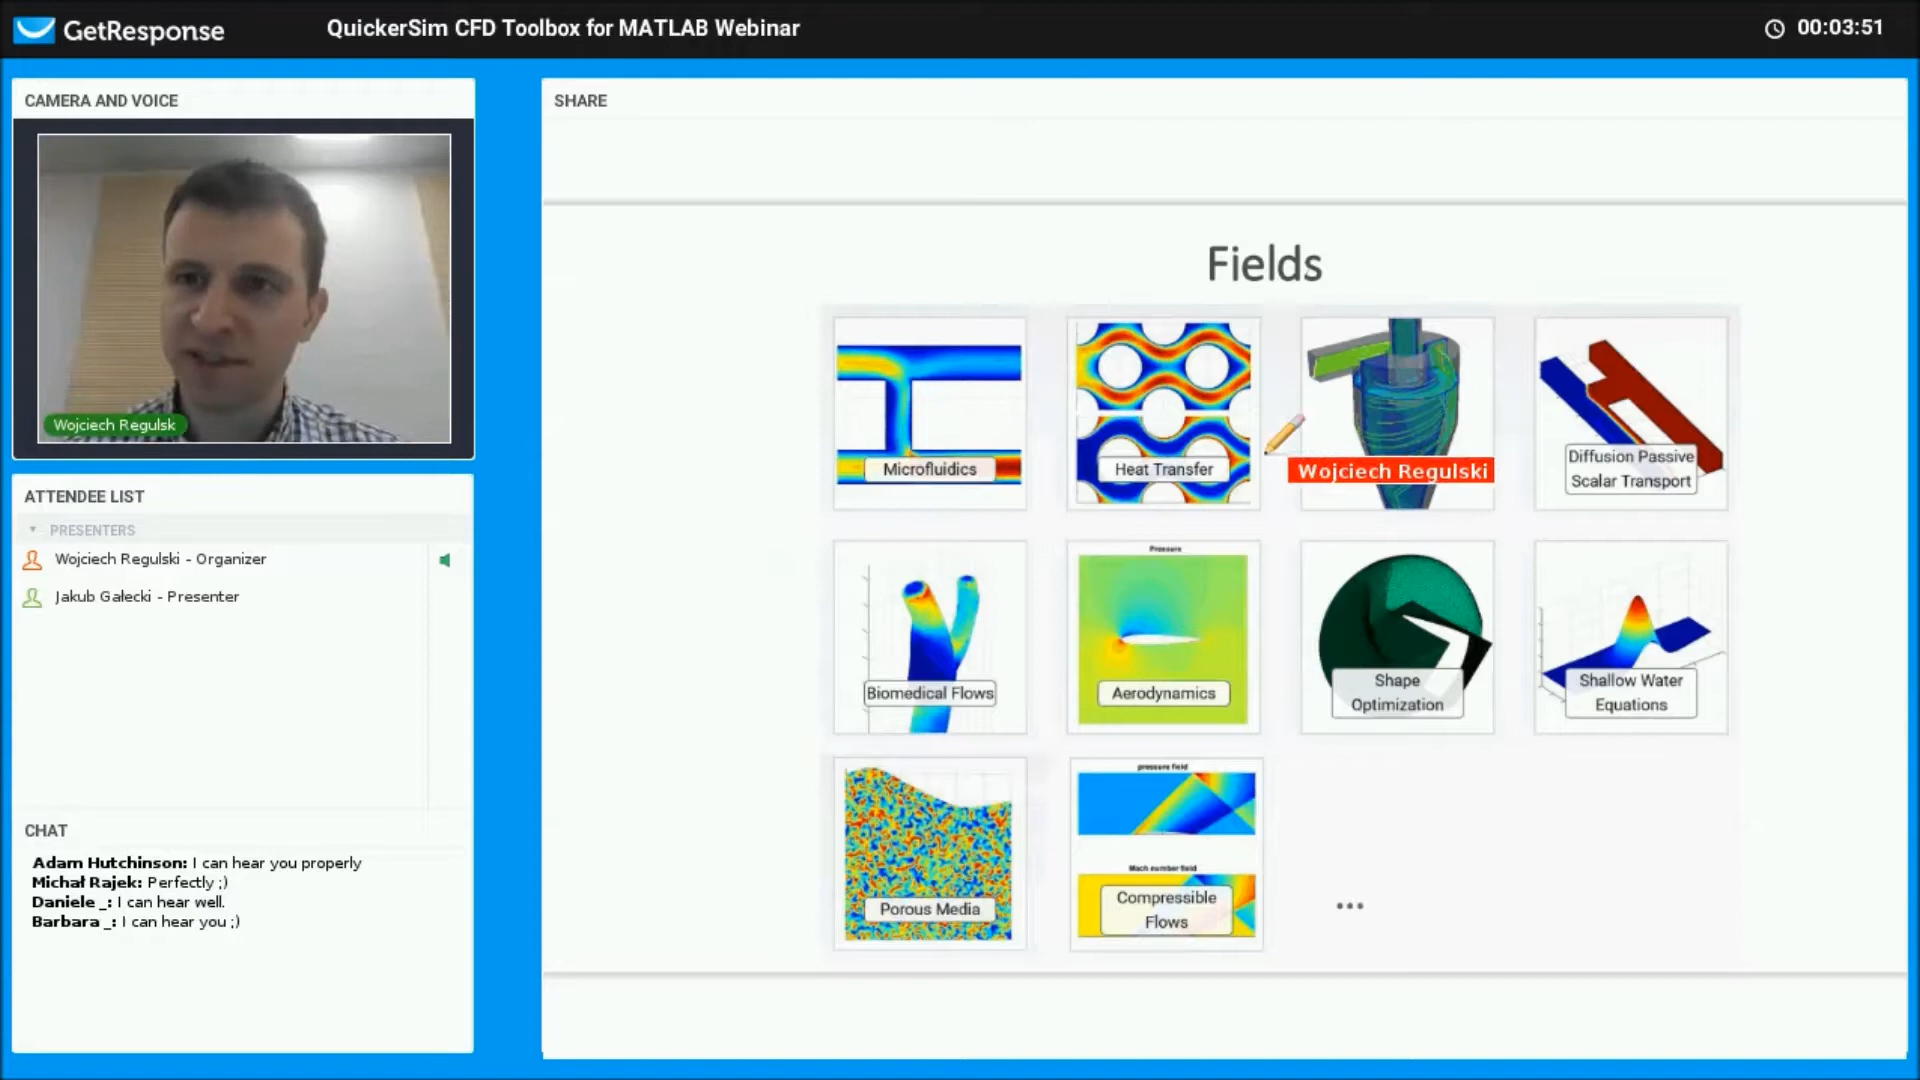 GetResponse
QuickerSim CFD Toolbox for MATLAB Webinar
00:03:51
CAMERA AND VOICE
Wojciech Regulsk
ATTENDEE LIST
PRESENTERS
Wojciech Regulski - Organizer
Jakub Gałecki - Presenter
CHAT
Adam Hutchinson: I can hear you properly
Michał Rajek: Perfectly ;)
Daniele _: I can hear well.
Barbara _: I can hear you ;)
SHARE
Fields
Microfluidics
Heat Transfer
Wojciech Regulski
Diffusion Passive
Scalar Transport
Biomedical Flows
Pressure
Aerodynamics
Shape
Optimization
Shallow Water
Equations
Porous Media
pressure field
Mach number field
Compressible
Flows
...